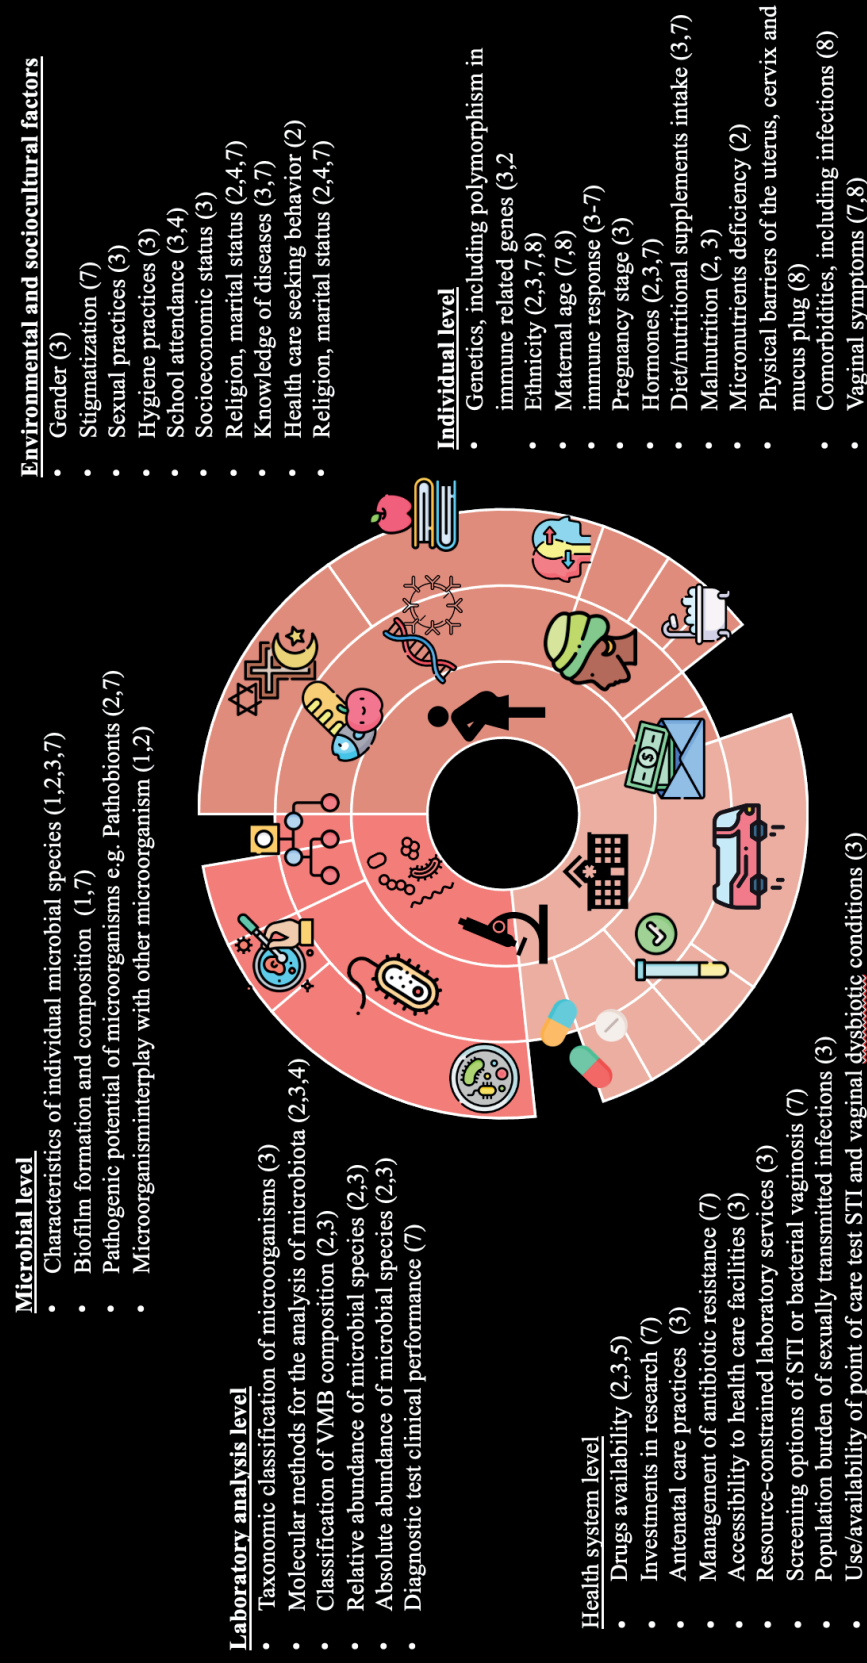 Microbial level
• Characteristics of individual microbial species (1,2,3,7)
• Biofilm formation and composition (1,7)
• Pathogenic potential of microorganisms e.g. Pathobionts (2,7)
• Microorganisminterplay with other microorganism (1,2)
Environmental and sociocultural factors
• Gender (3)
• Stigmatization (7)
• Sexual practices (3)
• Hygiene practices (3)
• School attendance (3,4)
• Socioeconomic status (3)
• Religion, marital status (2,4,7)
• Knowledge of diseases (3,7)
• Health care seeking behavior (2)
• Religion, marital status (2,4,7)
Laboratory analysis level
• Taxonomic classification of microorganisms (3)
• Molecular methods for the analysis of microbiota (2,3,4)
• Classification of VMB composition (2,3)
• Relative abundance of microbial species (2,3)
• Absolute abundance of microbial species (2,3)
• Diagnostic test clinical performance (7)
Individual level
• Genetics, including polymorphism in
immune related genes (3,2
• Ethnicity (2,3,7,8)
• Maternal age (7,8)
• immune response (3-7)
• Pregnancy stage (3)
• Hormones (2,3,7)
• Diet/nutritional supplements intake (3,7)
• Malnutrition (2, 3)
• Micronutrients deficiency (2)
• Physical barriers of the uterus, cervix and
mucus plug (8)
• Comorbidities, including infections (8)
• Vaginal symptoms (7,8)
Health system level
• Drugs availability (2,3,5)
• Investments in research (7)
• Antenatal care practices (3)
• Management of antibiotic resistance (7)
• Accessibility to health care facilities (3)
• Resource-constrained laboratory services (3)
• Screening options of STI or bacterial vaginosis (7)
• Population burden of sexually transmitted infections (3)
• Use/availability of point of care test STI and vaginal dysbiotic conditions (3)